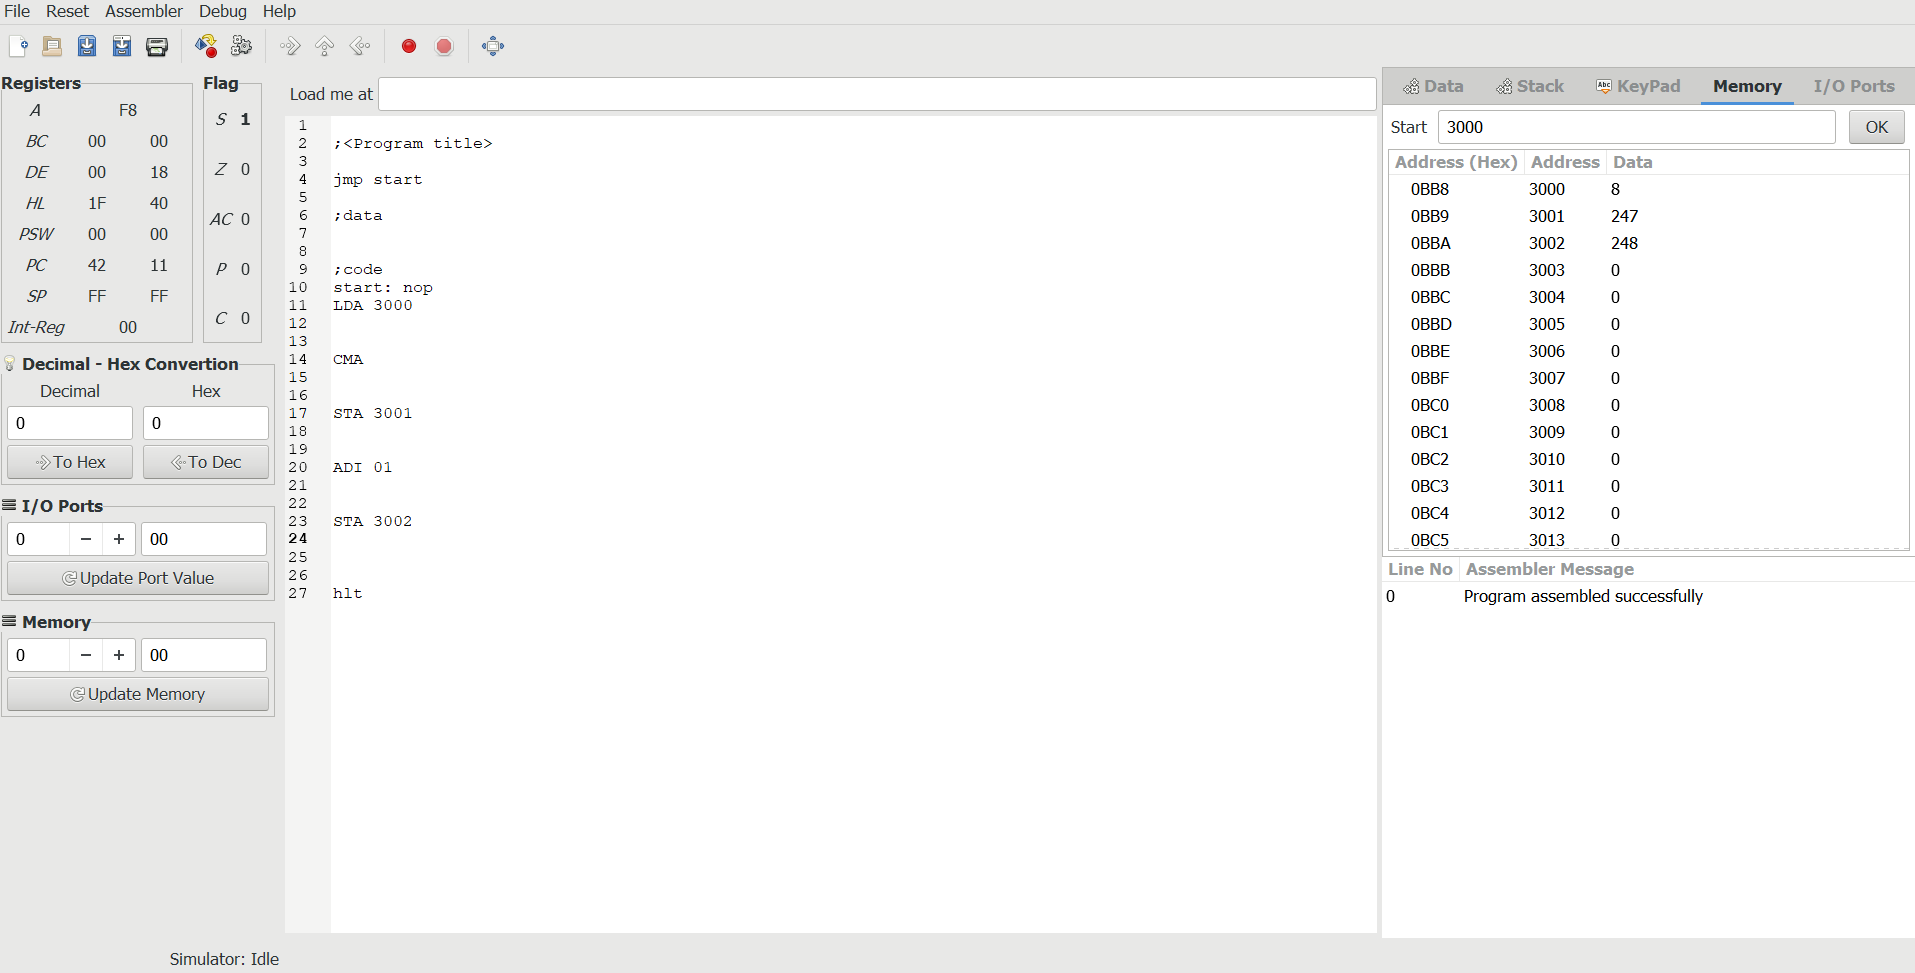 File Reset Assembler Debug Help
Registers
A F8
BC 00 00
DE 00 18
HL 1F 40
PSW 00 00
PC 42 11
SP FF FF
Int-Reg 00
Flag
S 1
Z 0
AC 0
P 0
C 0
Decimal - Hex Convertion
Decimal Hex
0 0
To Hex To Dec
I/O Ports
0 − + 00
Update Port Value
Memory
0 − + 00
Update Memory
Load me at
1
2 ;<Program title>
3
4 jmp start
5
6 ;data
7
8
9 ;code
10 start: nop
11 LDA 3000
12
13
14 CMA
15
16
17 STA 3001
18
19
20 ADI 01
21
22
23 STA 3002
24
25
26
27 hlt
Data Stack Abc KeyPad Memory I/O Ports
Start 3000 OK
Address (Hex) Address Data
0BB8 3000 8
0BB9 3001 247
0BBA 3002 248
0BBB 3003 0
0BBC 3004 0
0BBD 3005 0
0BBE 3006 0
0BBF 3007 0
0BC0 3008 0
0BC1 3009 0
0BC2 3010 0
0BC3 3011 0
0BC4 3012 0
0BC5 3013 0
Line No Assembler Message
0 Program assembled successfully
Simulator: Idle